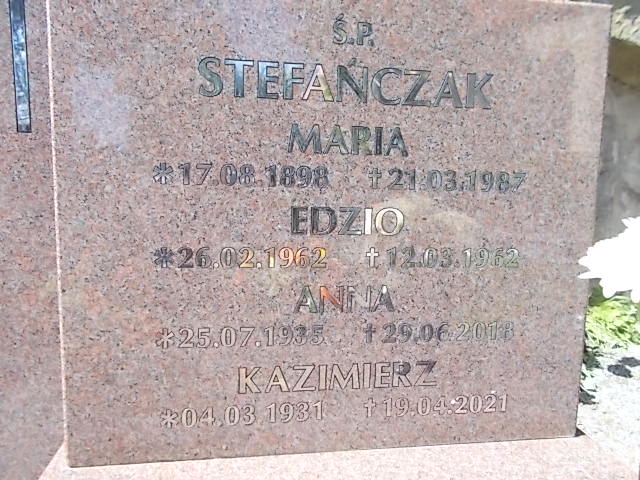 Ś.P.
STEFAŃCZAK
MARIA
*17.08.1898 †21.03.1987
EDZIO
*26.02.1962 †12.03.1962
ANNA
*25.07.1935 †29.06.2018
KAZIMIERZ
*04.03 1931 †19.04.2021